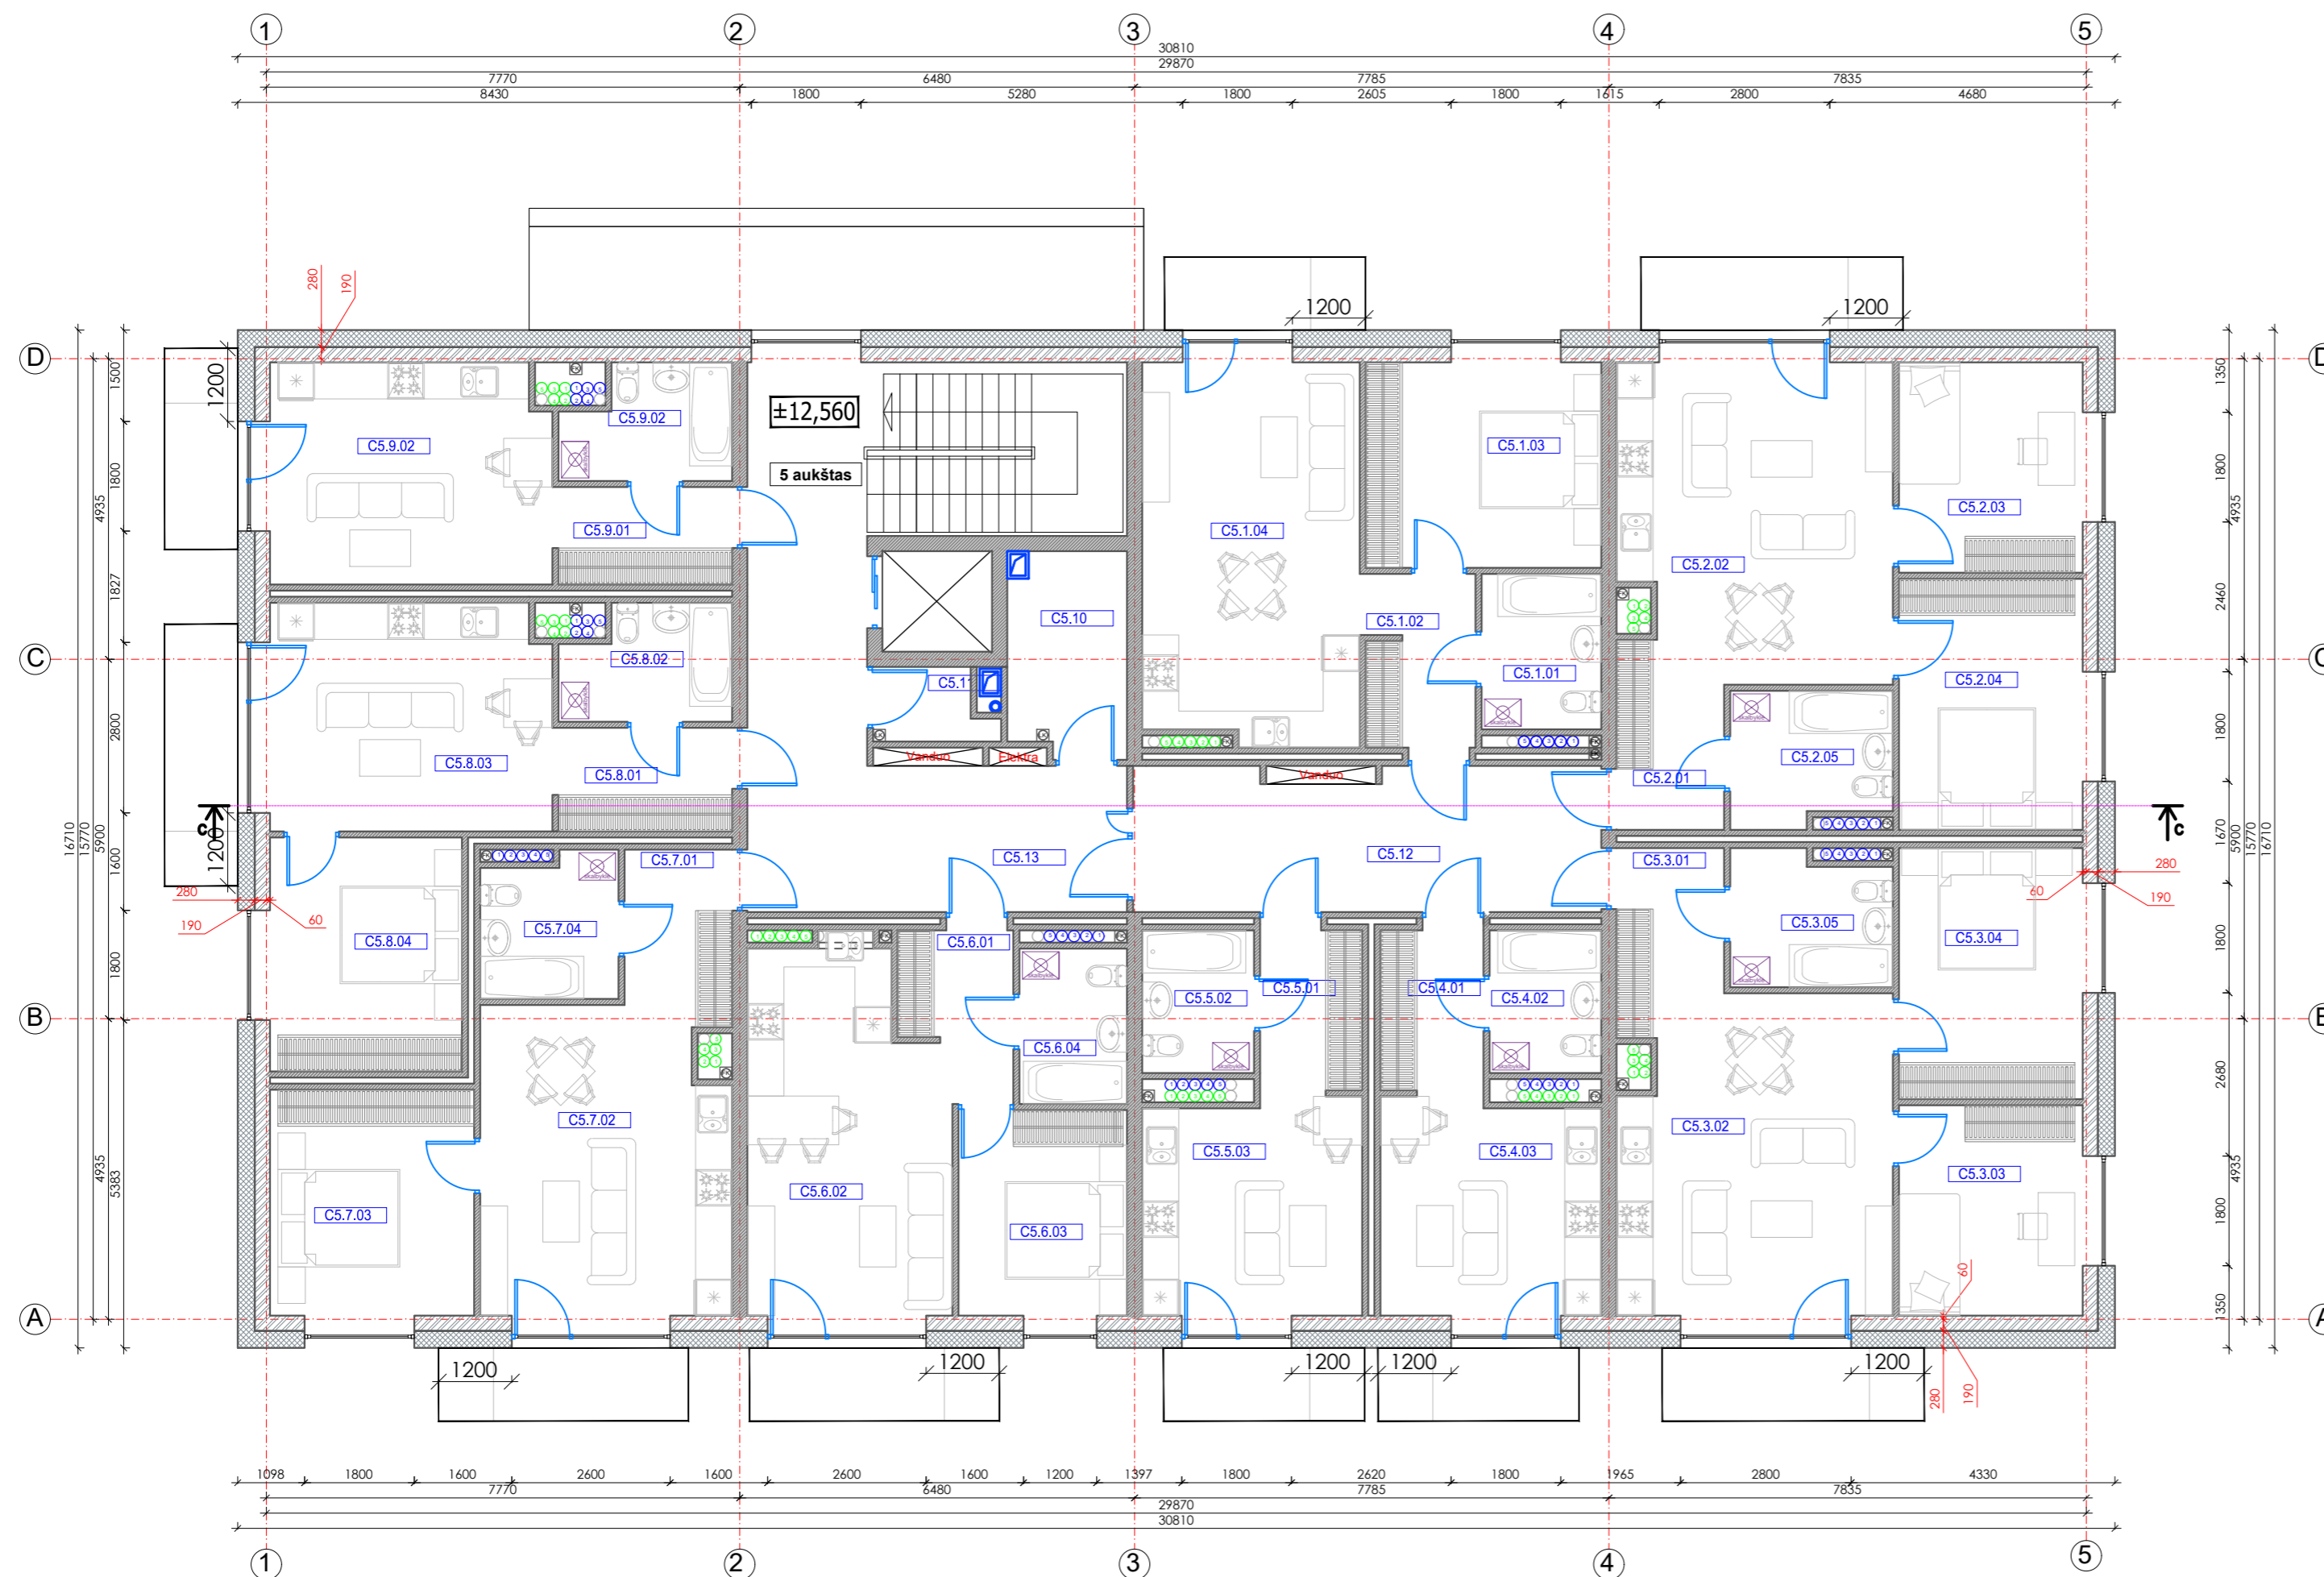 1 2 3 4 5
30810
29870
7770 6480 7785 7835
8430 1800 5280 1800 2605 1800 1615 2800 4680
280 190
1200 1200
D D
1500 1200 1350
±12,560
C5.9.02 C5.9.02 C5.1.03
1800 4935 5 aukštas 1800 4935
C5.9.01 C5.1.04 C5.2.03
C5.2.02
1827 C5.10 C5.1.02 2460
C C
C5.8.02 C5.11 C5.1.01 C5.2.04
2800 1800
C5.8.03 C5.8.01 Vanduo Elektra Vanduo C5.2.01 C5.2.05
c c
16710 15770 5900 1200 1600 1670 5900 15770 16710
C5.7.01 C5.13 C5.12 C5.3.01
280 190 60 60 280 190
C5.8.04 C5.7.04 C5.6.01 C5.3.05 C5.3.04
1800 1800
C5.5.02 C5.5.01 C5.4.01 C5.4.02
B B
C5.6.04
2680
C5.7.02 C5.3.02
C5.5.03 C5.4.03
4935 5383 4935
C5.7.03 C5.6.02 C5.6.03 C5.3.03
1800
60
A A
1350
1200 1200 1200 1200 1200
280 190
1098 1800 1600 2600 1600 2600 1600 1200 1397 1800 2620 1800 1965 2800 4330
7770 6480 7785 7835
29870
30810
1 2 3 4 5